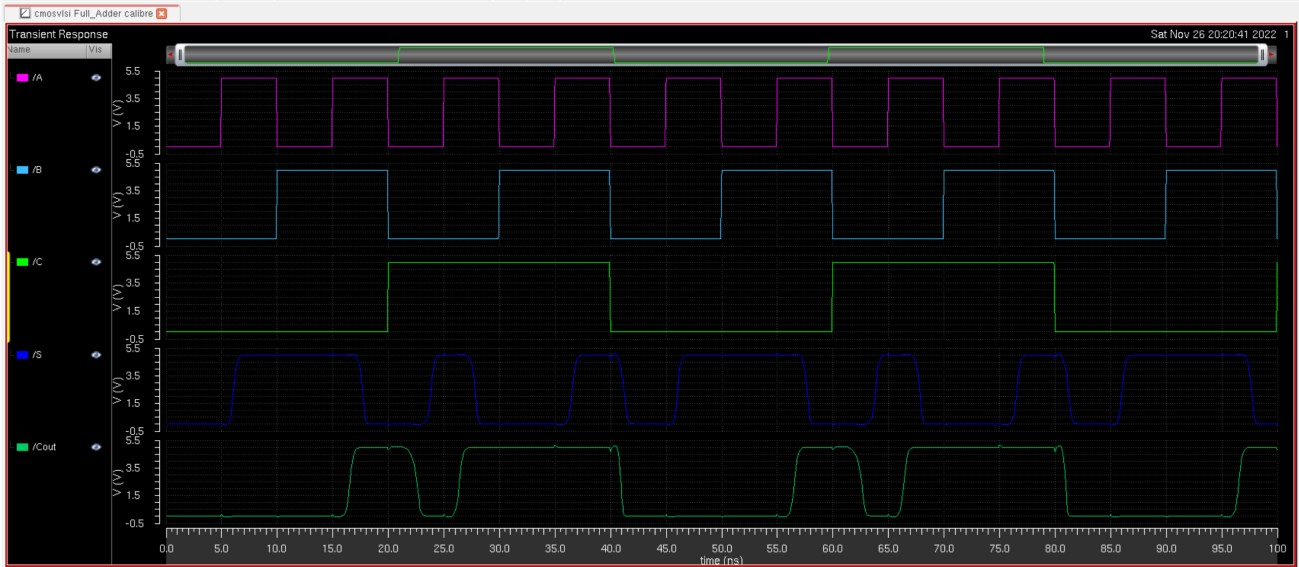 cmosvlsi Full_Adder calibre
Transient Response
Sat Nov 26 20:20:41 2022 1
Name Vis
/A
5.5
3.5
1.5
-0.5
V (V)
/B
5.5
3.5
1.5
-0.5
V (V)
/C
5.5
3.5
1.5
-0.5
V (V)
/S
5.5
3.5
1.5
-0.5
V (V)
/Cout
5.5
3.5
1.5
-0.5
V (V)
0.0 5.0 10.0 15.0 20.0 25.0 30.0 35.0 40.0 45.0 50.0 55.0 60.0 65.0 70.0 75.0 80.0 85.0 90.0 95.0 100
time (ns)